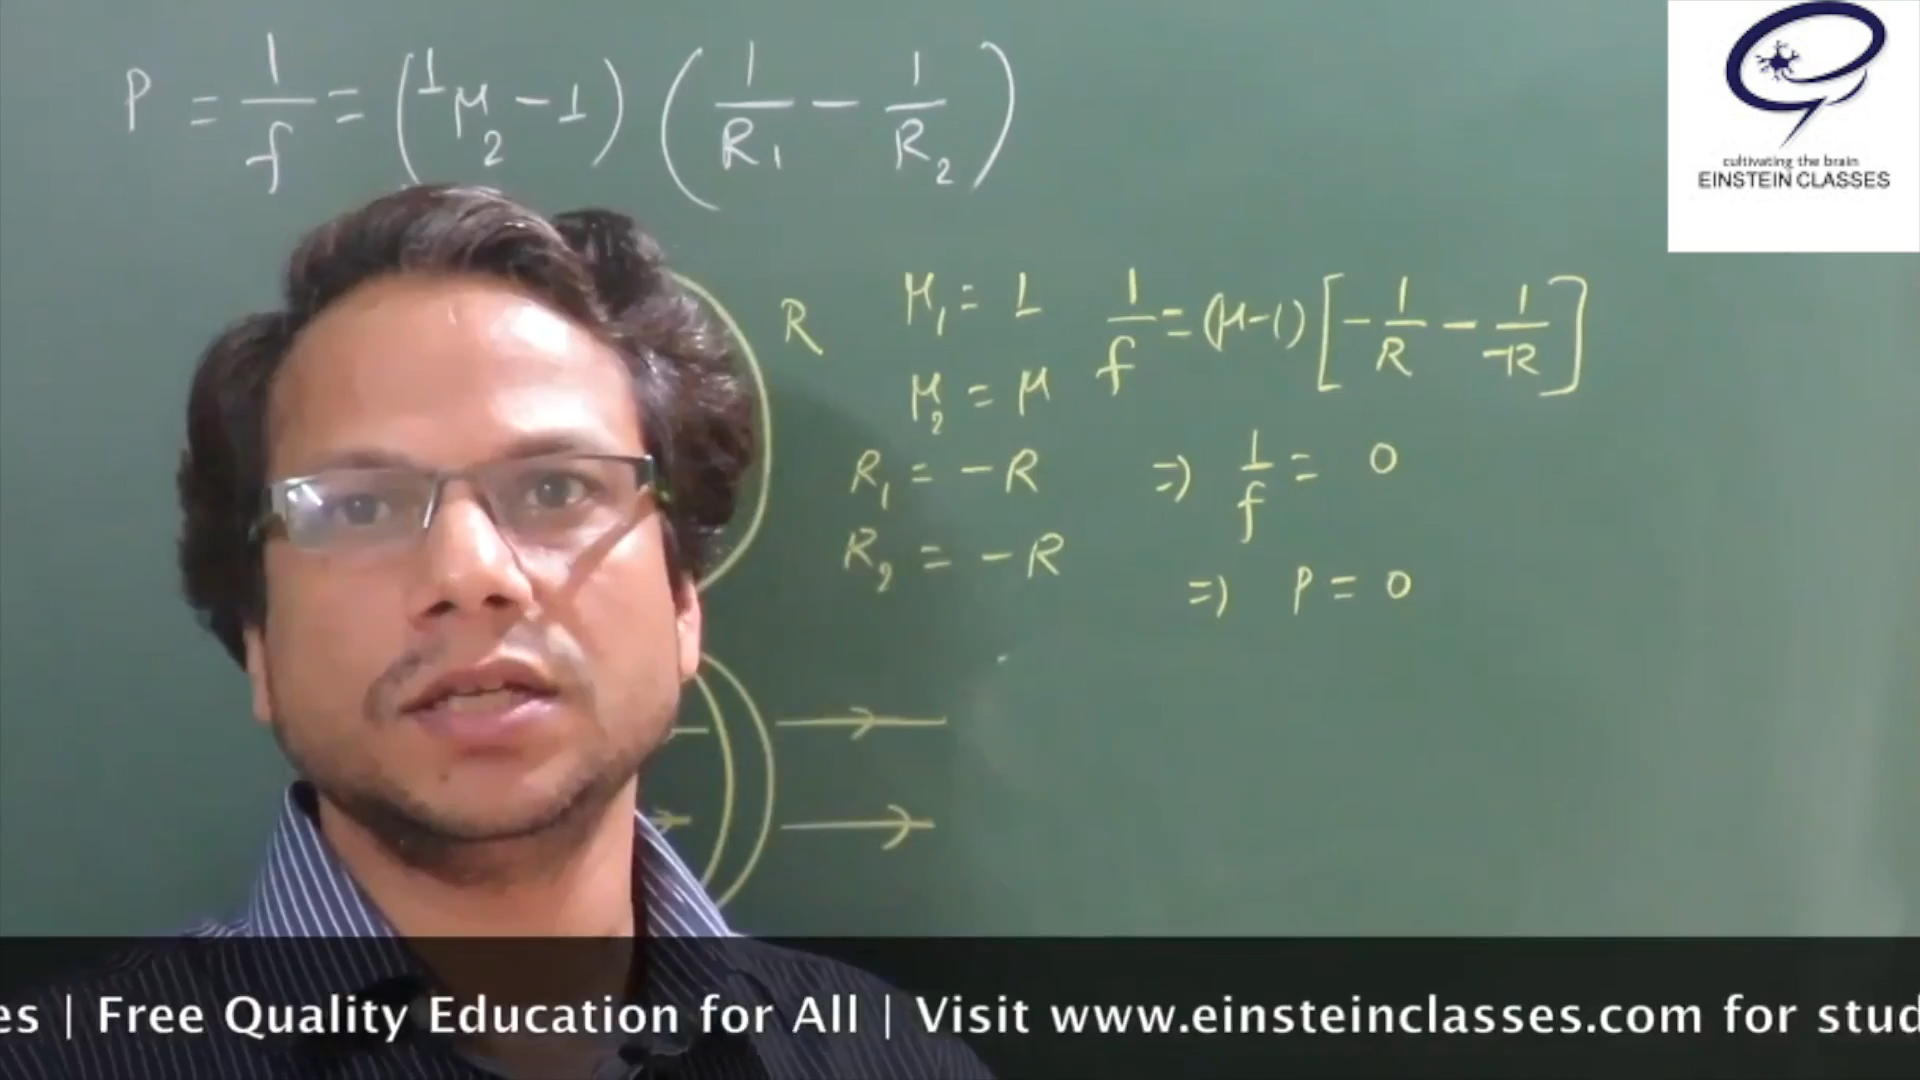 P = 1/f = (¹μ₂ - 1) (1/R₁ - 1/R₂)
cultivating the brain
EINSTEIN CLASSES
R
μ₁ = 1
μ₂ = μ
R₁ = -R
R₂ = -R
1/f = (μ-1) [-1/R - 1/-R]
⇒ 1/f = 0
⇒ P = 0
es | Free Quality Education for All | Visit www.einsteinclasses.com for stud